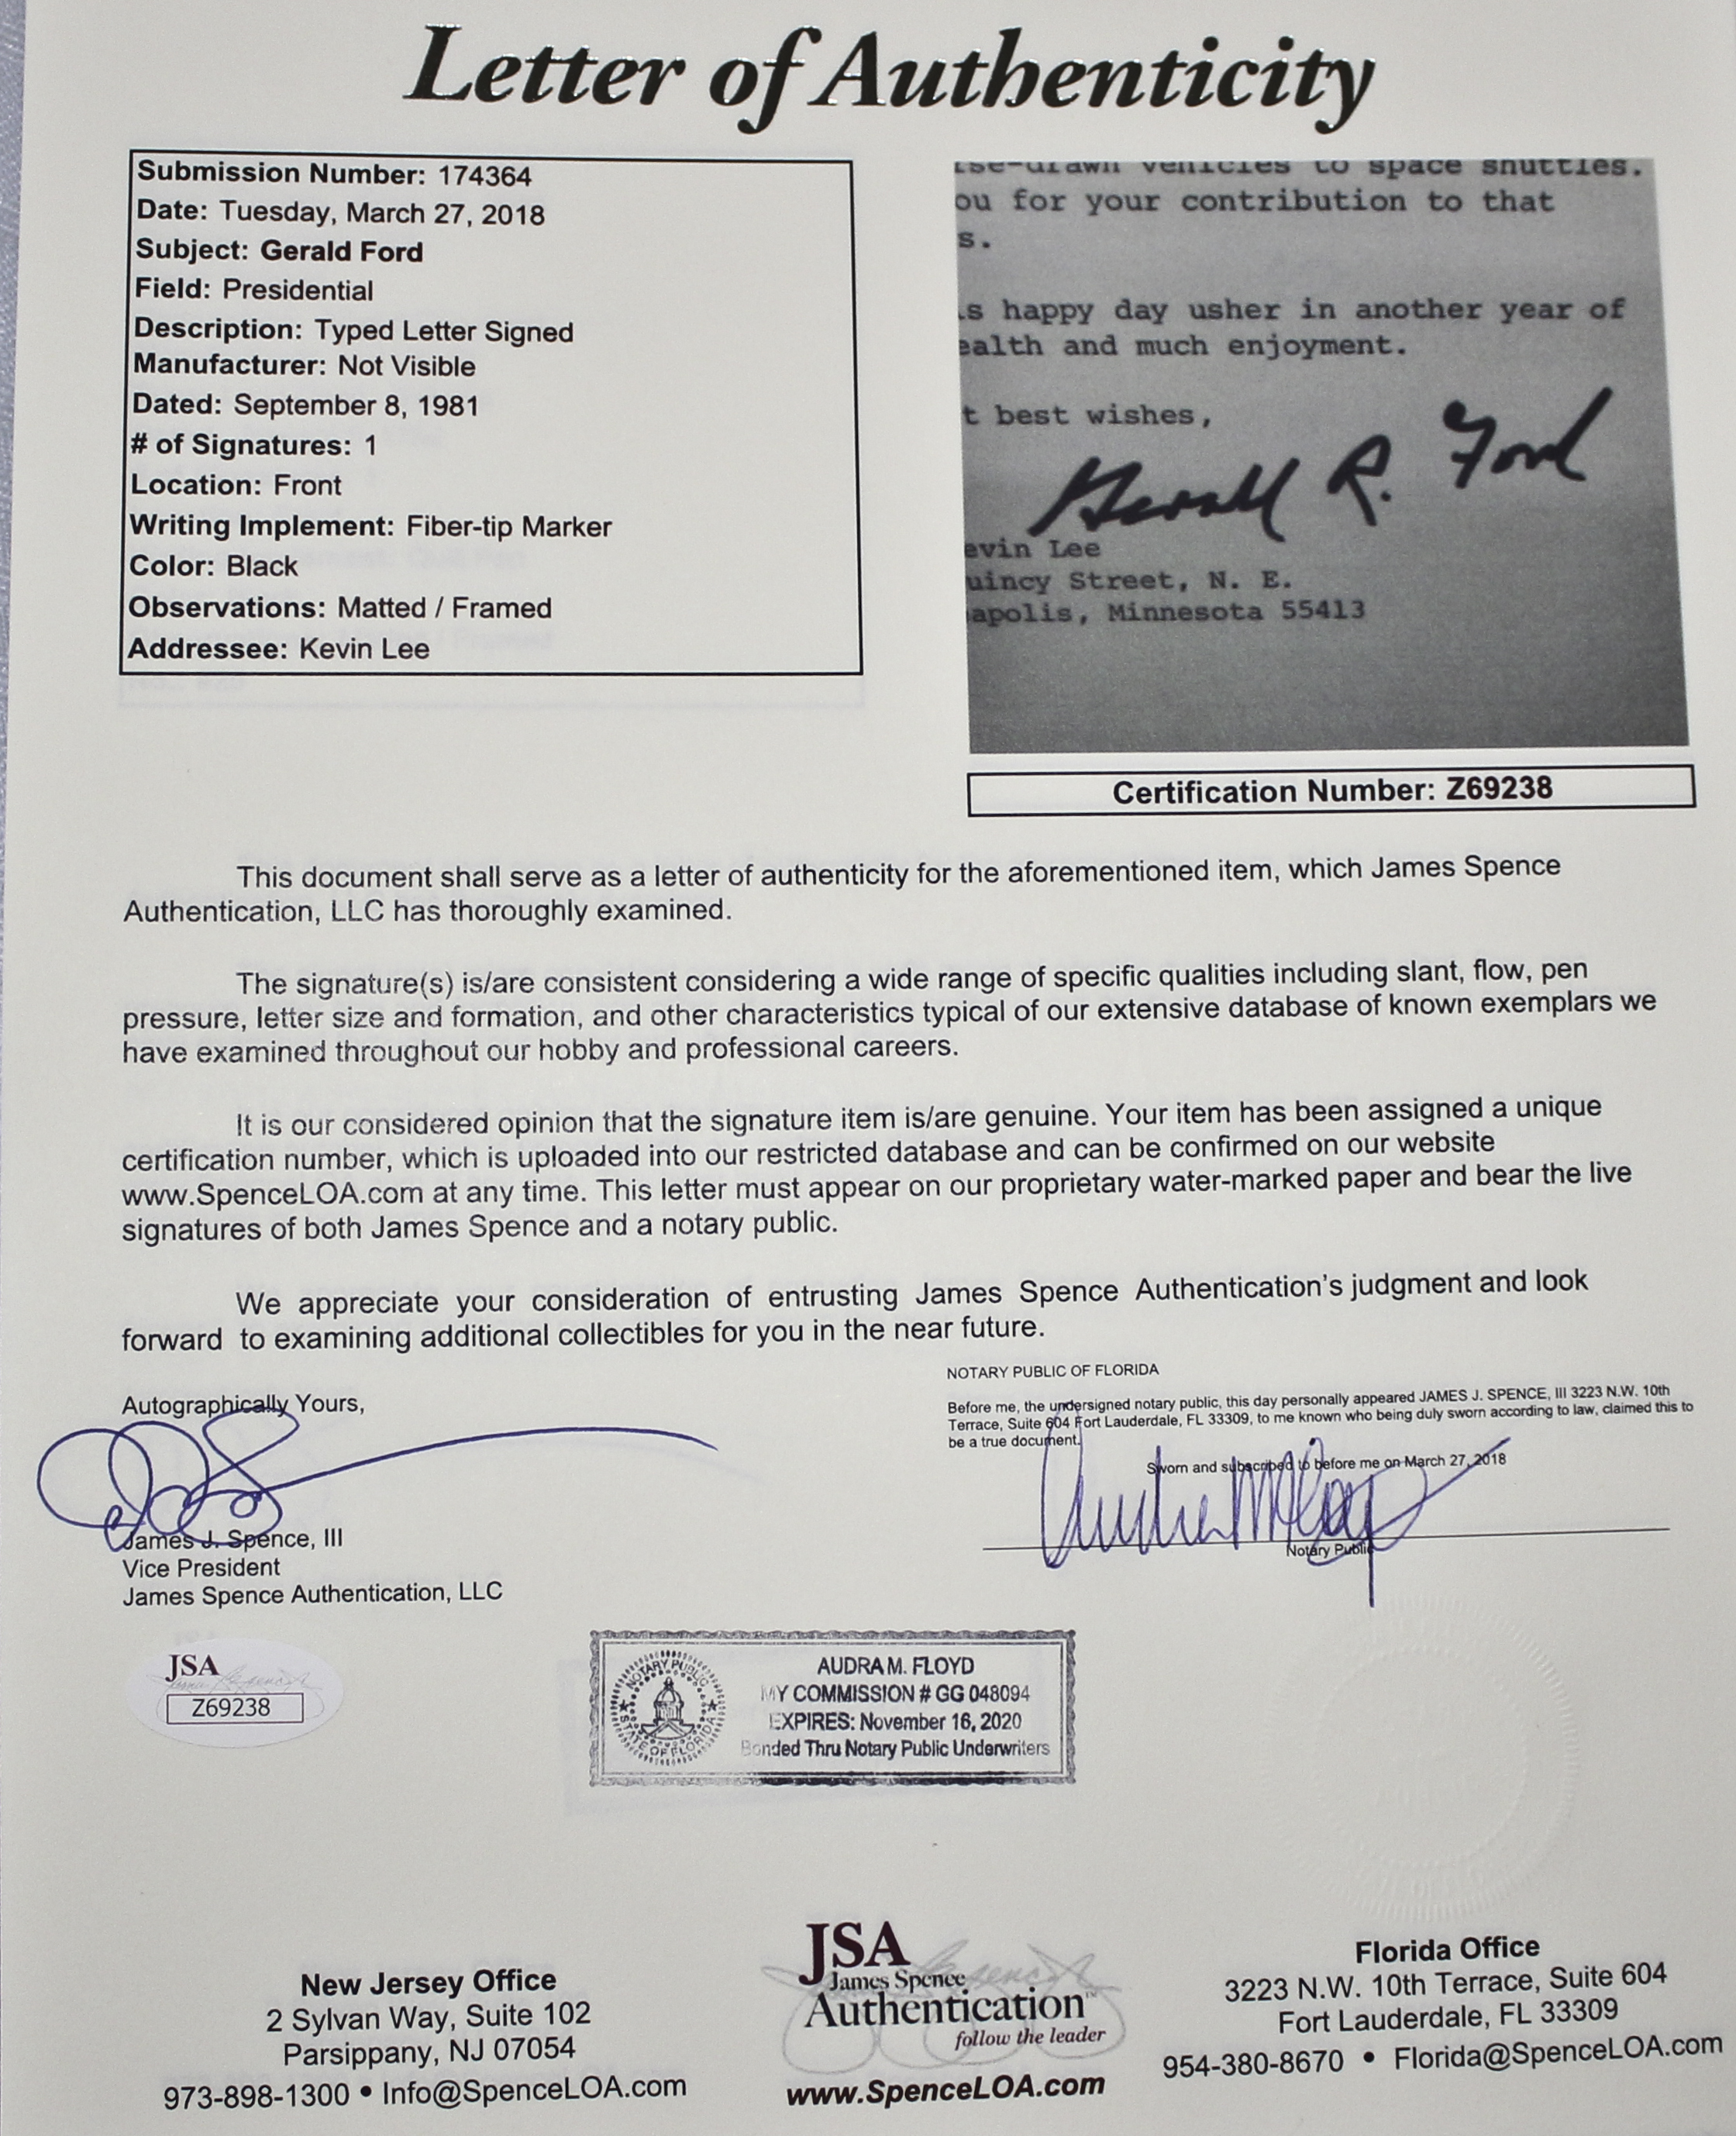 Letter of Authenticity
Submission Number: 174364
Date: Tuesday, March 27, 2018
Subject: Gerald Ford
Field: Presidential
Description: Typed Letter Signed
Manufacturer: Not Visible
Dated: September 8, 1981
# of Signatures: 1
Location: Front
Writing Implement: Fiber-tip Marker
Color: Black
Observations: Matted / Framed
Addressee: Kevin Lee
rse-drawn vehicles to space shuttles.
ou for your contribution to that
s.
s happy day usher in another year of
ealth and much enjoyment.
t best wishes,
Gerald R. Ford
evin Lee
uincy Street, N. E.
apolis, Minnesota 55413
Certification Number: Z69238
This document shall serve as a letter of authenticity for the aforementioned item, which James Spence
Authentication, LLC has thoroughly examined.
The signature(s) is/are consistent considering a wide range of specific qualities including slant, flow, pen
pressure, letter size and formation, and other characteristics typical of our extensive database of known exemplars we
have examined throughout our hobby and professional careers.
It is our considered opinion that the signature item is/are genuine. Your item has been assigned a unique
certification number, which is uploaded into our restricted database and can be confirmed on our website
www.SpenceLOA.com at any time. This letter must appear on our proprietary water-marked paper and bear the live
signatures of both James Spence and a notary public.
We appreciate your consideration of entrusting James Spence Authentication's judgment and look
forward to examining additional collectibles for you in the near future.
Autographically Yours,
James J. Spence, III
Vice President
James Spence Authentication, LLC
NOTARY PUBLIC OF FLORIDA
Before me, the undersigned notary public, this day personally appeared JAMES J. SPENCE, III 3223 N.W. 10th
Terrace, Suite 604 Fort Lauderdale, FL 33309, to me known who being duly sworn according to law, claimed this to
be a true document.
Sworn and subscribed to before me on March 27, 2018
Notary Public
JSA
Z69238
NOTARY PUBLIC
STATE OF FLORIDA
AUDRA M. FLOYD
MY COMMISSION # GG 048094
EXPIRES: November 16, 2020
Bonded Thru Notary Public Underwriters
New Jersey Office
2 Sylvan Way, Suite 102
Parsippany, NJ 07054
973-898-1300 • Info@SpenceLOA.com
JSA
James Spence
Authentication™
follow the leader
www.SpenceLOA.com
Florida Office
3223 N.W. 10th Terrace, Suite 604
Fort Lauderdale, FL 33309
954-380-8670 • Florida@SpenceLOA.com